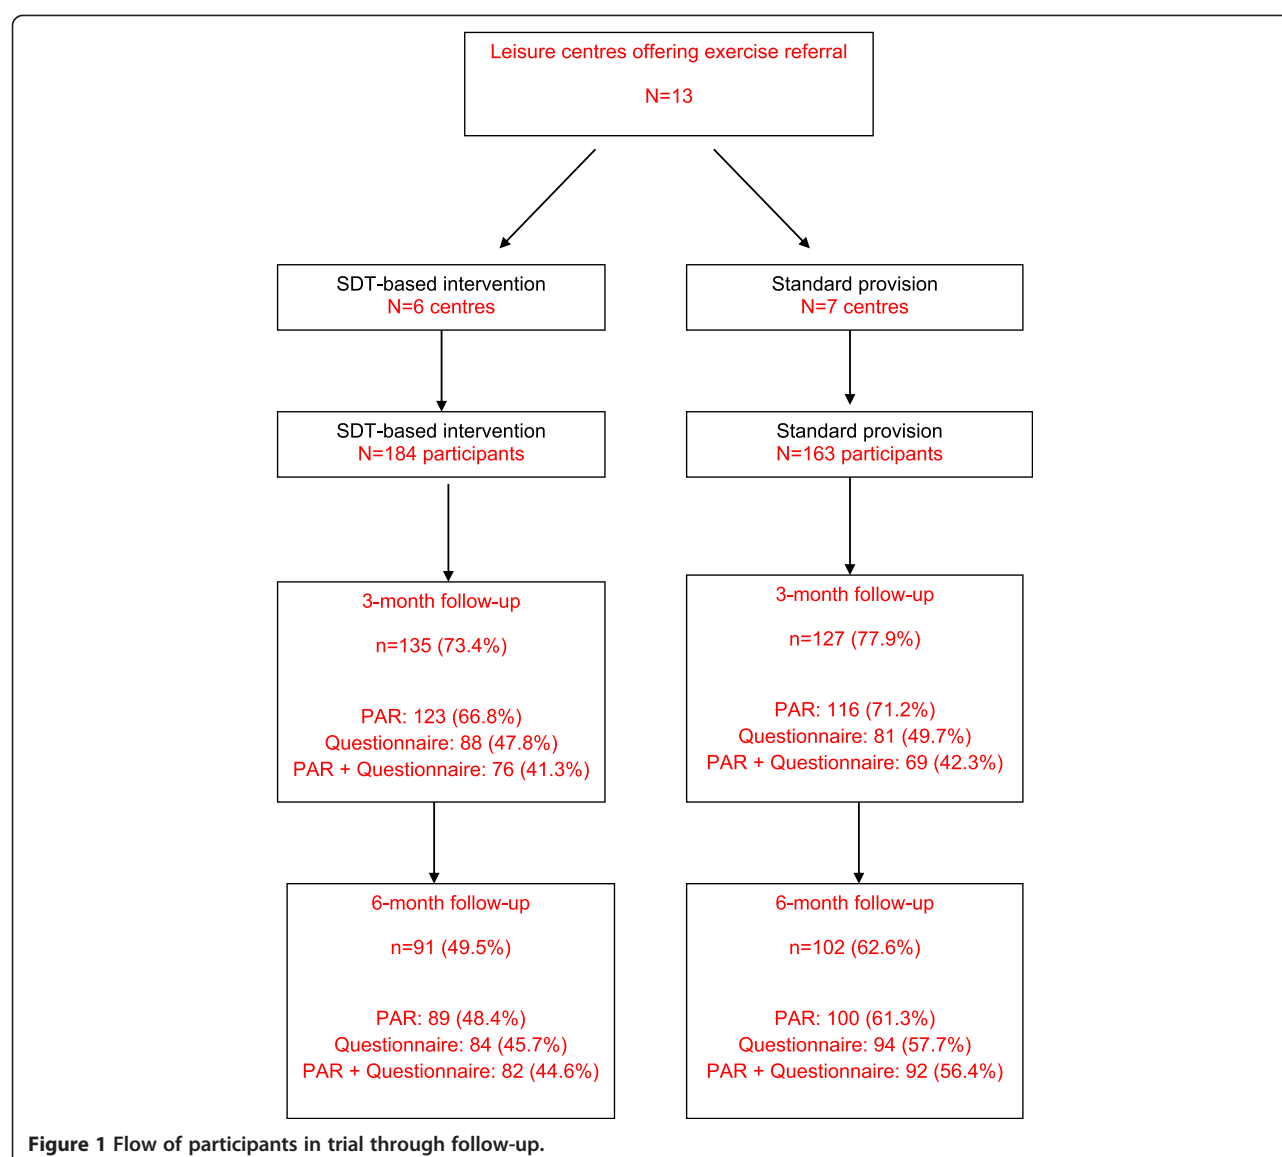 Leisure centres offering exercise referral
N=13
SDT-based intervention
N=6 centres
Standard provision
N=7 centres
SDT-based intervention
N=184 participants
Standard provision
N=163 participants
3-month follow-up
n=135 (73.4%)
PAR: 123 (66.8%)
Questionnaire: 88 (47.8%)
PAR + Questionnaire: 76 (41.3%)
3-month follow-up
n=127 (77.9%)
PAR: 116 (71.2%)
Questionnaire: 81 (49.7%)
PAR + Questionnaire: 69 (42.3%)
6-month follow-up
n=91 (49.5%)
PAR: 89 (48.4%)
Questionnaire: 84 (45.7%)
PAR + Questionnaire: 82 (44.6%)
6-month follow-up
n=102 (62.6%)
PAR: 100 (61.3%)
Questionnaire: 94 (57.7%)
PAR + Questionnaire: 92 (56.4%)
Figure 1 Flow of participants in trial through follow-up.